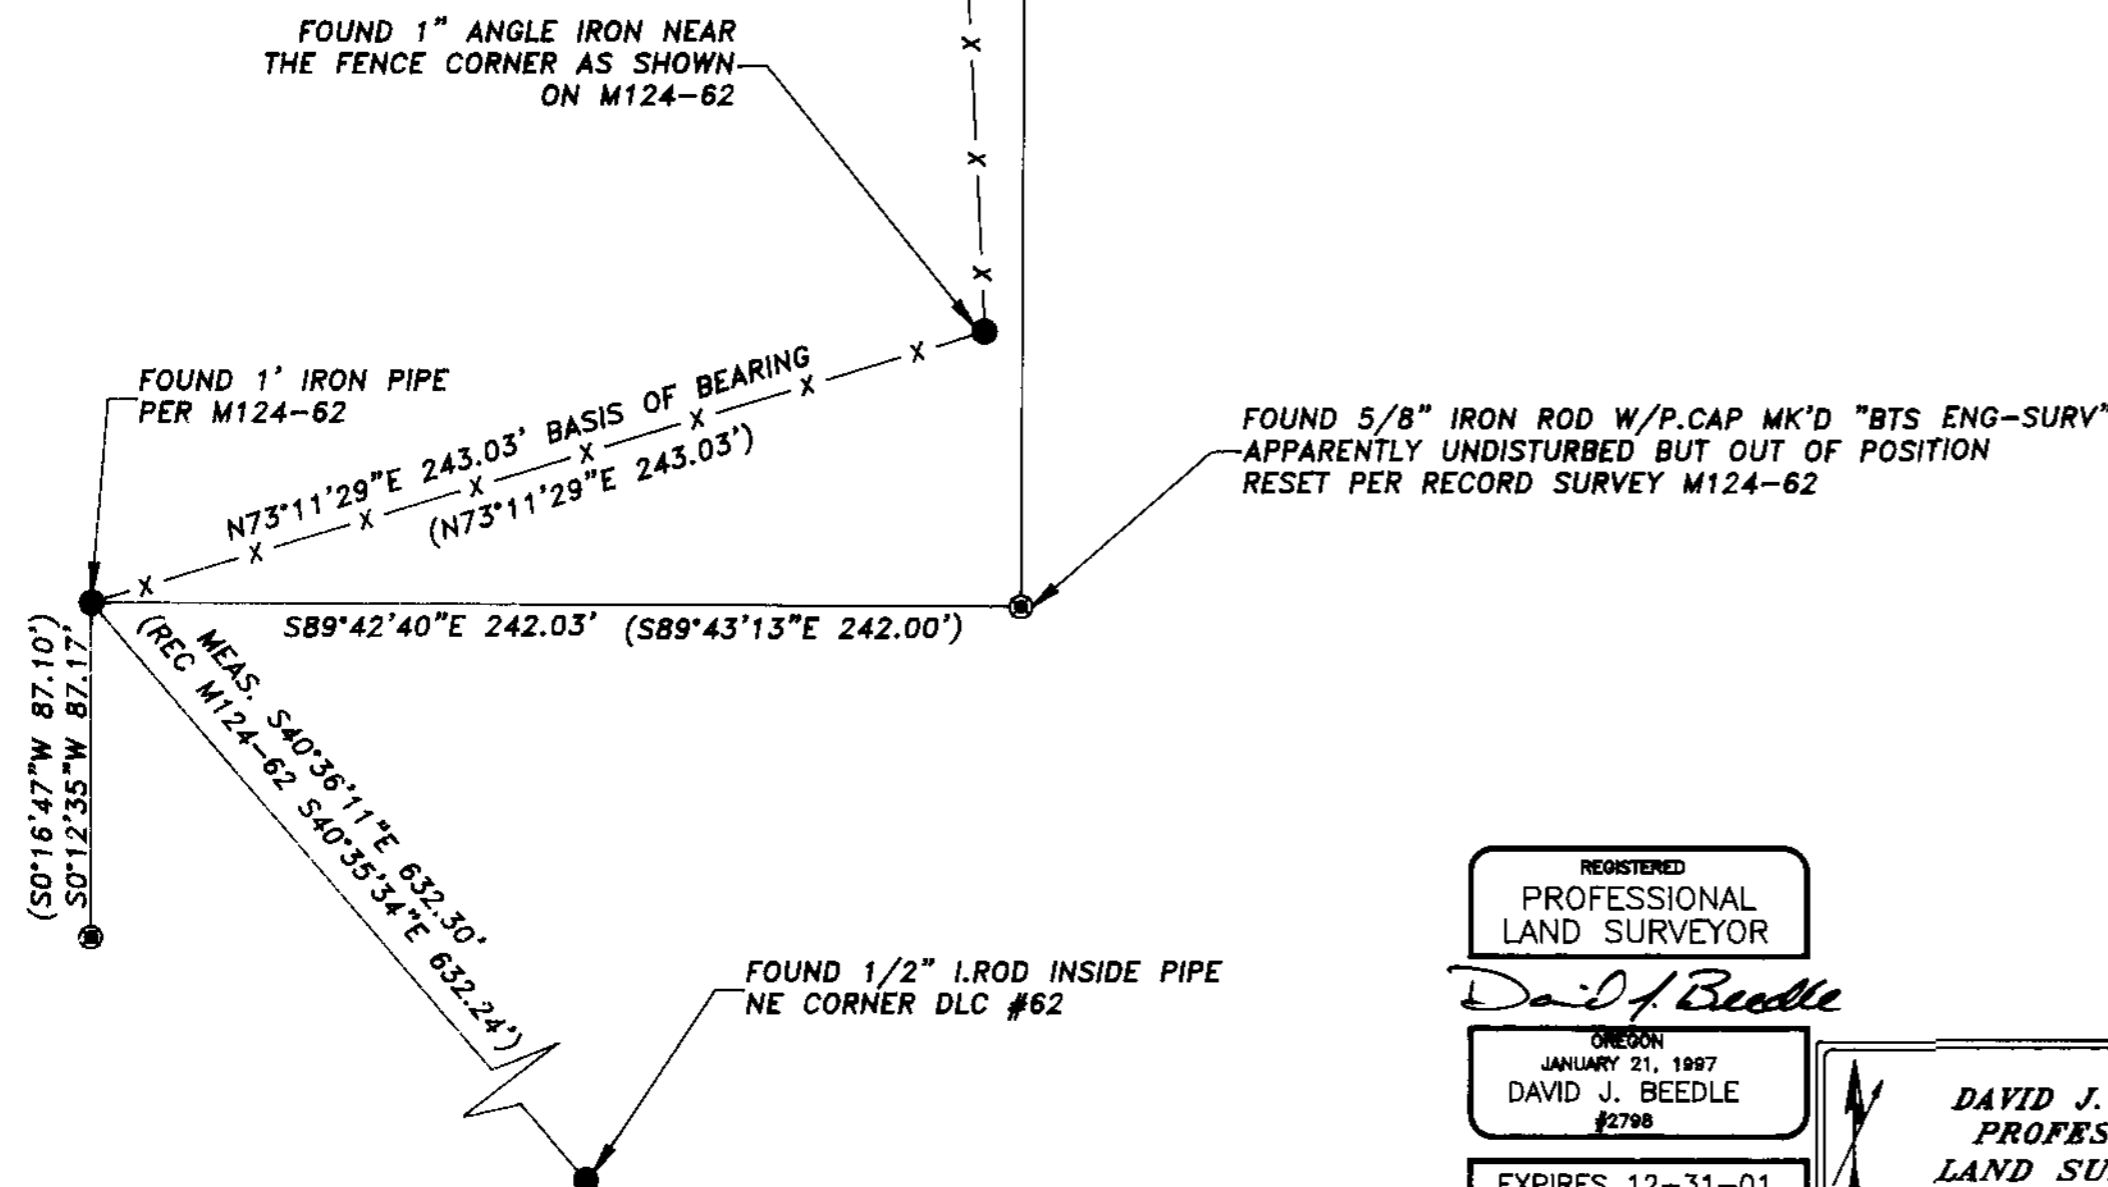 FOUND 1" ANGLE IRON NEAR
THE FENCE CORNER AS SHOWN
ON M124-62
FOUND 1' IRON PIPE
PER M124-62
N73°11'29"E 243.03' BASIS OF BEARING
(N73°11'29"E 243.03')
FOUND 5/8" IRON ROD W/P.CAP MK'D "BTS ENG-SURV"
APPARENTLY UNDISTURBED BUT OUT OF POSITION
RESET PER RECORD SURVEY M124-62
S89°42'40"E 242.03' (S89°43'13"E 242.00')
(S0°16'47"W 87.10')
S0°12'35"W 87.17'
MEAS. S40°36'11"E 632.30'
(REC M124-62 S40°35'34"E 632.24')
FOUND 1/2" I.ROD INSIDE PIPE
NE CORNER DLC #62
REGISTERED
PROFESSIONAL
LAND SURVEYOR
David J. Beedle
OREGON
JANUARY 21, 1997
DAVID J. BEEDLE
#2798
EXPIRES 12-31-01
DAVID J.
PROFES
LAND SU